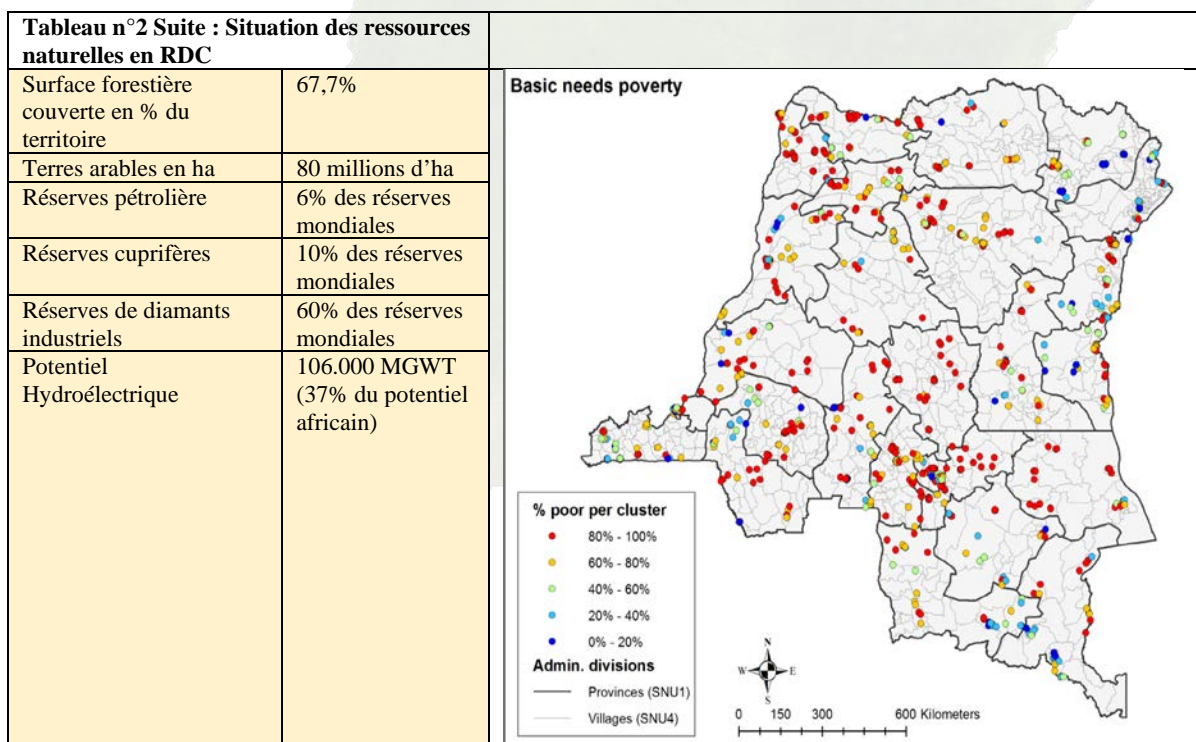 Tableau n°2 Suite : Situation des ressources
naturelles en RDC
Surface forestière
couverte en % du
territoire
67,7%
Terres arables en ha
80 millions d’ha
Réserves pétrolière
6% des réserves
mondiales
Réserves cuprifères
10% des réserves
mondiales
Réserves de diamants
industriels
60% des réserves
mondiales
Potentiel
Hydroélectrique
106.000 MGWT
(37% du potentiel
africain)
Basic needs poverty
% poor per cluster
80% - 100%
60% - 80%
40% - 60%
20% - 40%
0% - 20%
Admin. divisions
Provinces (SNU1)
Villages (SNU4)
N
W E
S
0 150 300 600 Kilometers